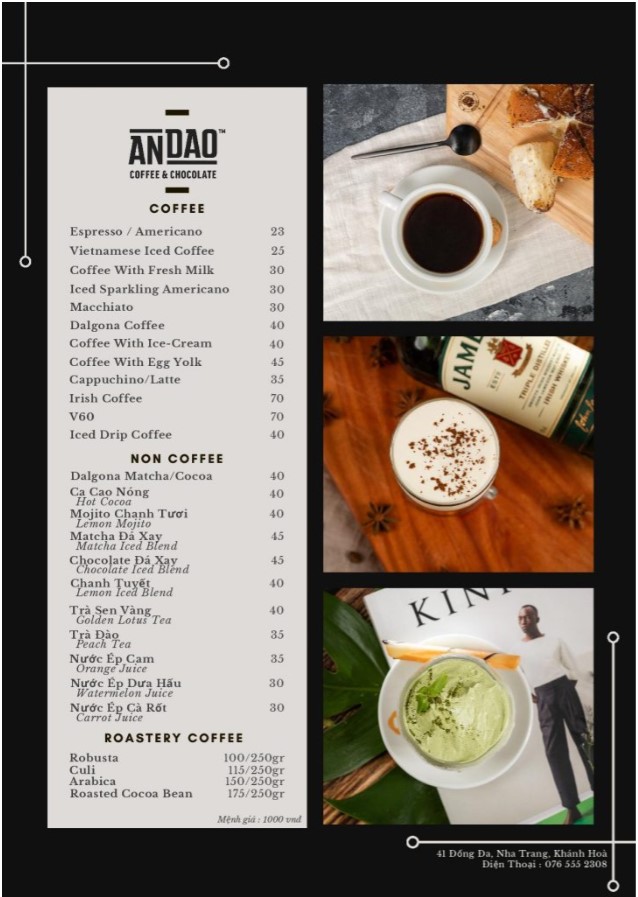 ANDAO™
COFFEE & CHOCOLATE
COFFEE
Espresso / Americano 23
Vietnamese Iced Coffee 25
Coffee With Fresh Milk 30
Iced Sparkling Americano 30
Macchiato 30
Dalgona Coffee 40
Coffee With Ice-Cream 40
Coffee With Egg Yolk 45
Cappuchino/Latte 35
Irish Coffee 70
V60 70
Iced Drip Coffee 40
NON COFFEE
Dalgona Matcha/Cocoa 40
Ca Cao Nóng 40
Hot Cocoa
Mojito Chanh Tươi 40
Lemon Mojito
Matcha Đá Xay 45
Matcha Iced Blend
Chocolate Đá Xay 45
Chocolate Iced Blend
Chanh Tuyết 40
Lemon Iced Blend
Trà Sen Vàng 40
Golden Lotus Tea
Trà Đào 35
Peach Tea
Nước Ép Cam 35
Orange Juice
Nước Ép Dưa Hấu 30
Watermelon Juice
Nước Ép Cà Rốt 30
Carrot Juice
ROASTERY COFFEE
Robusta 100/250gr
Culi 115/250gr
Arabica 150/250gr
Roasted Cocoa Bean 175/250gr
Mệnh giá : 1000 vnd
JAME
TRIPLE DISTILLED
IRISH WHISKEY
KIN
41 Đống Đa, Nha Trang, Khánh Hoà
Điện Thoại : 076 555 2308